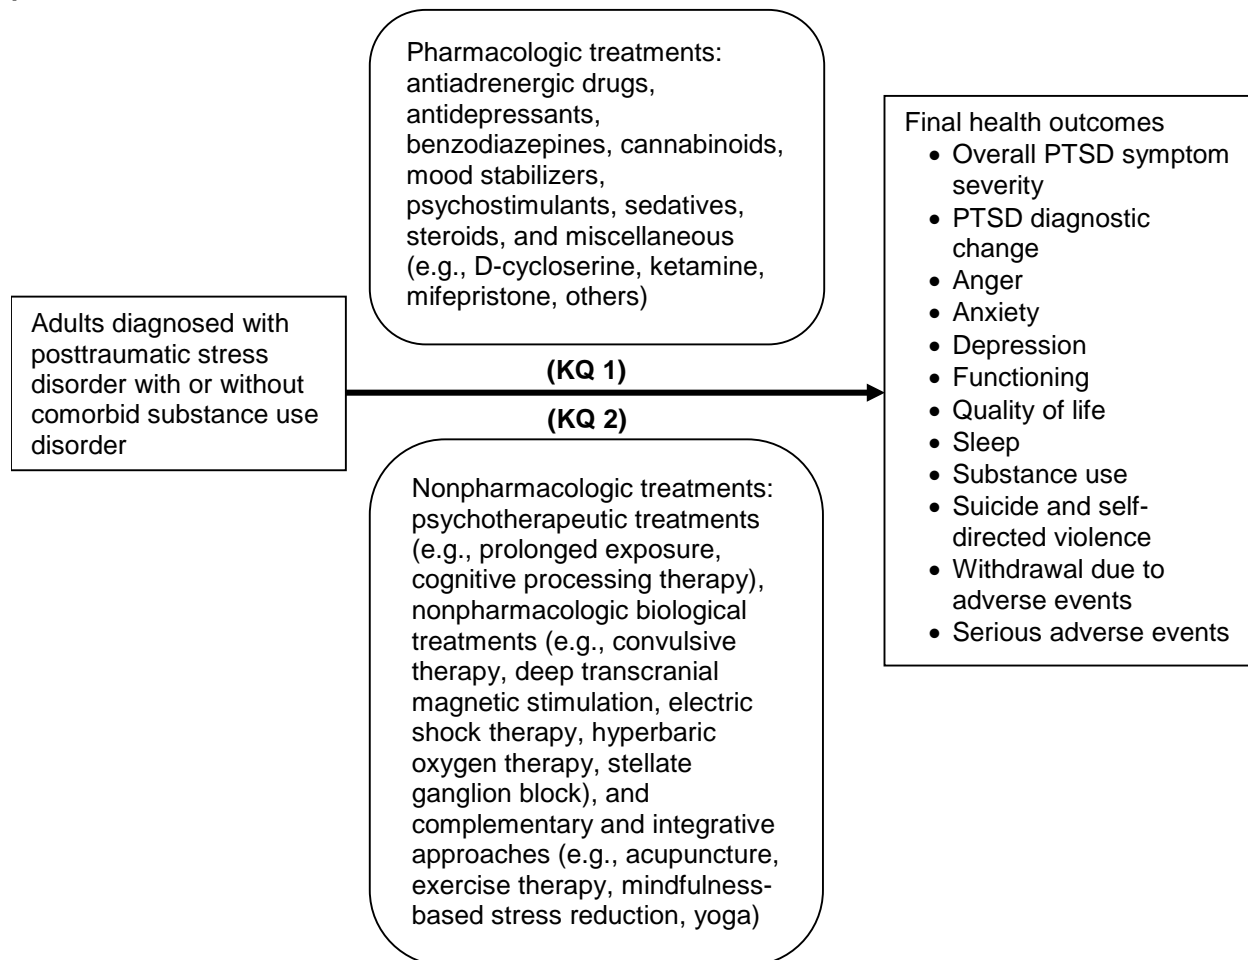 Pharmacologic treatments:
antiadrenergic drugs,
antidepressants,
benzodiazepines, cannabinoids,
mood stabilizers,
psychostimulants, sedatives,
steroids, and miscellaneous
(e.g., D-cycloserine, ketamine,
mifepristone, others)
Adults diagnosed with
posttraumatic stress
disorder with or without
comorbid substance use
disorder
(KQ 1)
(KQ 2)
Nonpharmacologic treatments:
psychotherapeutic treatments
(e.g., prolonged exposure,
cognitive processing therapy),
nonpharmacologic biological
treatments (e.g., convulsive
therapy, deep transcranial
magnetic stimulation, electric
shock therapy, hyperbaric
oxygen therapy, stellate
ganglion block), and
complementary and integrative
approaches (e.g., acupuncture,
exercise therapy, mindfulness-
based stress reduction, yoga)
Final health outcomes
• Overall PTSD symptom
severity
• PTSD diagnostic
change
• Anger
• Anxiety
• Depression
• Functioning
• Quality of life
• Sleep
• Substance use
• Suicide and self-
directed violence
• Withdrawal due to
adverse events
• Serious adverse events